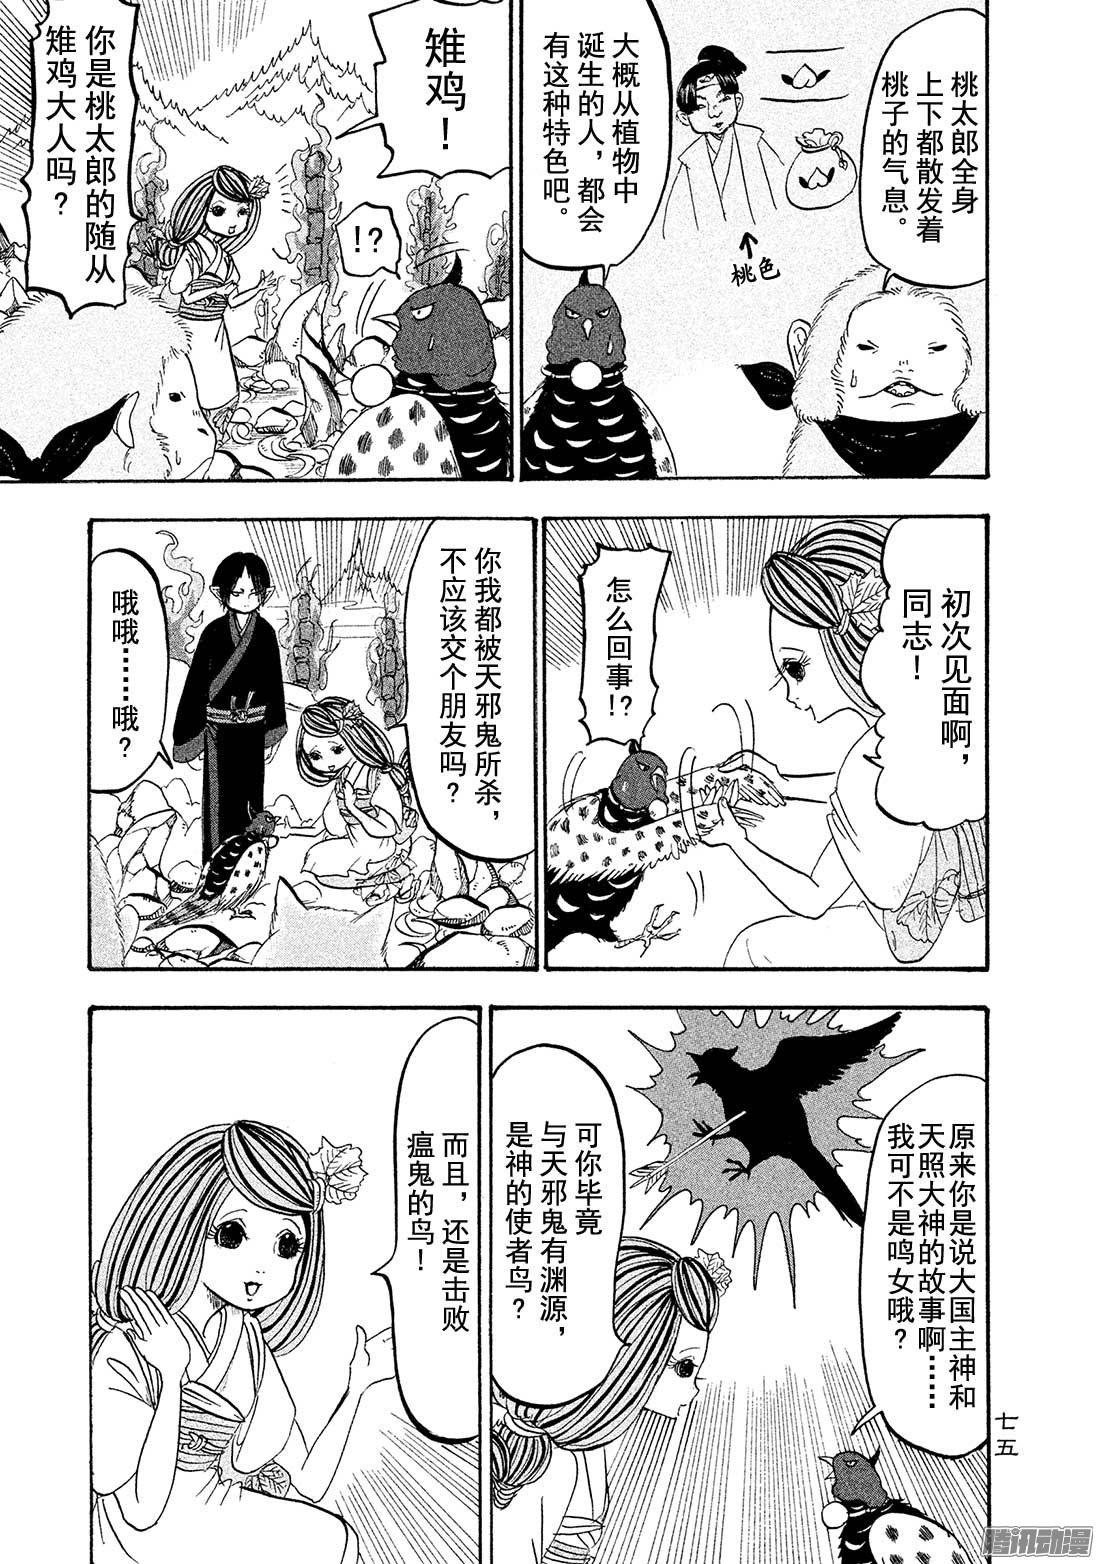 桃太郎全身
上下都散发着
桃子的气息。
桃色
大概从植物中
诞生的人，都会
有这种特色吧。
雉鸡！
!?
你是桃太郎的随从
雉鸡大人吗？
初次见面啊，
同志！
怎么回事!?
你我都被天邪鬼所杀，
不应该交个朋友吗？
哦哦……哦？
原来你是说大国主神和
天照大神的故事啊……
我可不是鸣女哦？
可你毕竟
与天邪鬼有渊源，
是神的使者鸟？
而且，还是击败
瘟鬼的鸟！
七五
腾讯动漫